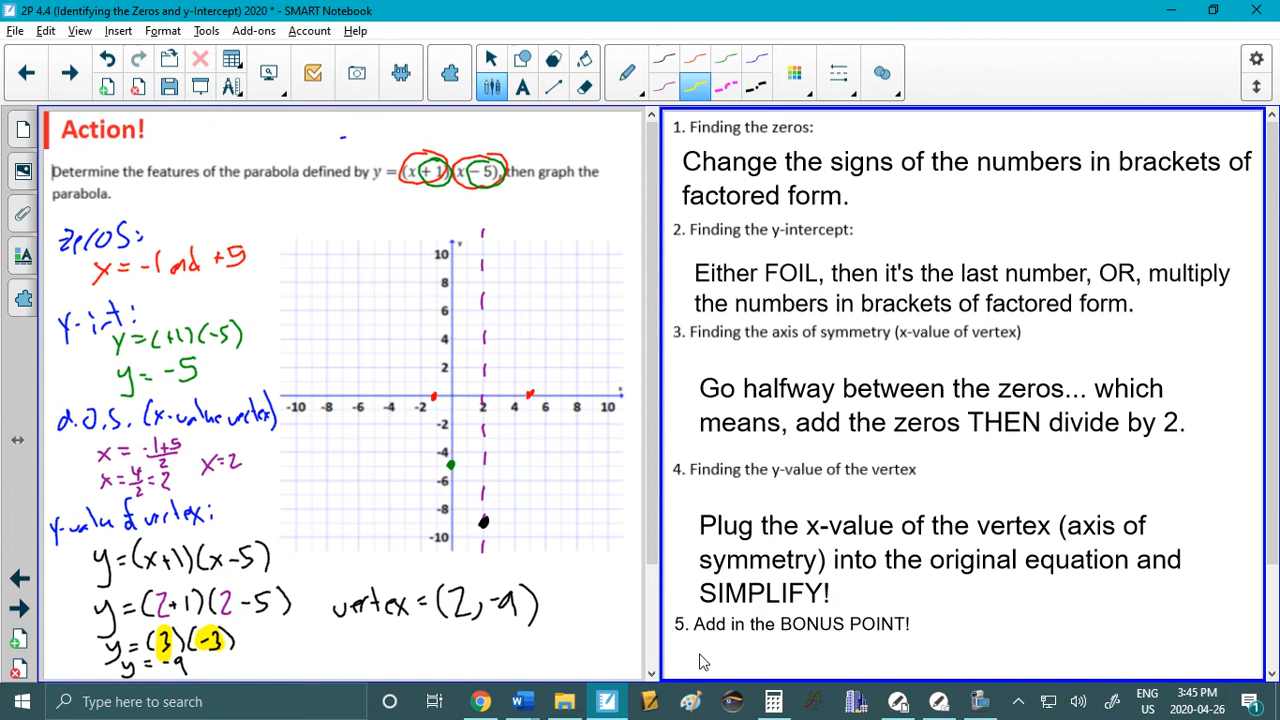 2P 4.4 (Identifying the Zeros and y-Intercept) 2020 * - SMART Notebook
File Edit View Insert Format Tools Add-ons Account Help
Action!
Determine the features of the parabola defined by y = (x + 1)(x − 5), then graph the
parabola.
zeros:
x = -1 and +5
y-int:
y = (+1)(-5)
y = -5
a.O.S. (x-value vertex)
x = -1+5/2
x = 4/2 = 2
x = 2
y-value of vertex:
y = (x+1)(x-5)
y = (2+1)(2-5)
y = (3)(-3)
y = -9
vertex = (2, -9)
y
10
8
6
4
2
x
-10 -8 -6 -4 -2 2 4 6 8 10
-2
-4
-6
-8
-10
1. Finding the zeros:
Change the signs of the numbers in brackets of
factored form.
2. Finding the y-intercept:
Either FOIL, then it's the last number, OR, multiply
the numbers in brackets of factored form.
3. Finding the axis of symmetry (x-value of vertex)
Go halfway between the zeros... which
means, add the zeros THEN divide by 2.
4. Finding the y-value of the vertex
Plug the x-value of the vertex (axis of
symmetry) into the original equation and
SIMPLIFY!
5. Add in the BONUS POINT!
Type here to search
ENG
US
3:45 PM
2020-04-26